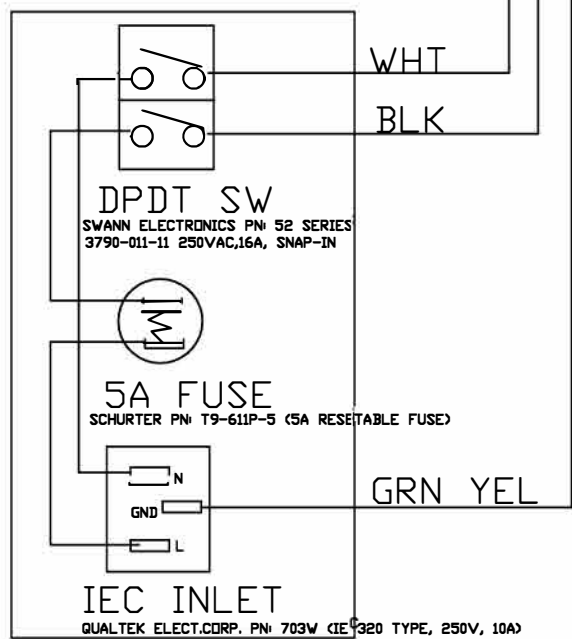 WHT
BLK
DPDT SW
SWANN ELECTRONICS PN: 52 SERIES
3790-011-11 250VAC,16A, SNAP-IN
5A FUSE
SCHURTER PN: T9-611P-5 (5A RESETABLE FUSE)
N
GND
GRN YEL
L
IEC INLET
QUALTEK ELECT.CORP. PN: 703W (IEC 320 TYPE, 250V, 10A)